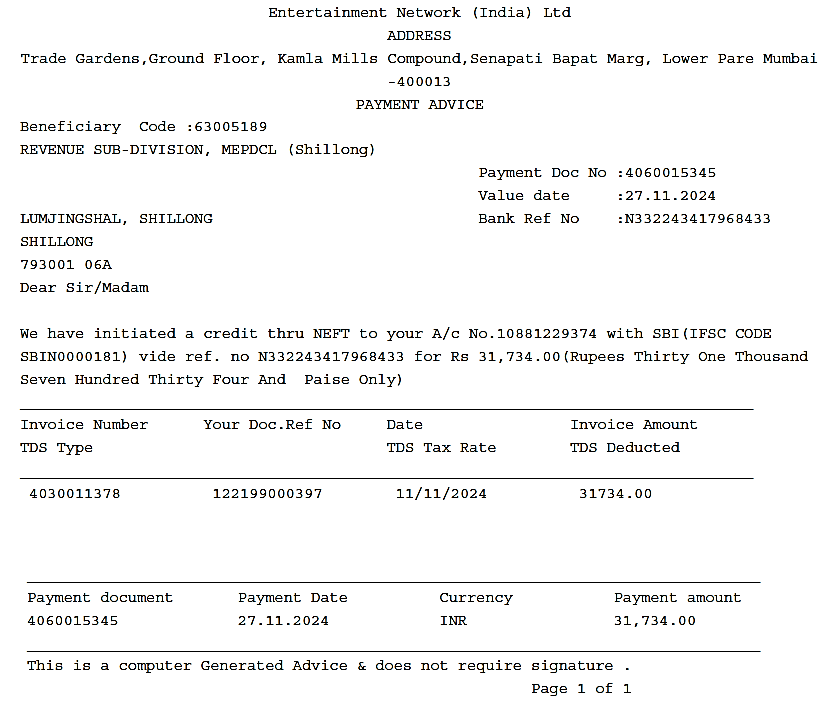 Entertainment Network (India) Ltd
ADDRESS
Trade Gardens,Ground Floor, Kamla Mills Compound,Senapati Bapat Marg, Lower Pare Mumbai
-400013
PAYMENT ADVICE
Beneficiary Code :63005189
REVENUE SUB-DIVISION, MEPDCL (Shillong)
Payment Doc No :4060015345
Value date :27.11.2024
LUMJINGSHAL, SHILLONG Bank Ref No :N332243417968433
SHILLONG
793001 06A
Dear Sir/Madam
We have initiated a credit thru NEFT to your A/c No.10881229374 with SBI(IFSC CODE
SBIN0000181) vide ref. no N332243417968433 for Rs 31,734.00(Rupees Thirty One Thousand
Seven Hundred Thirty Four And Paise Only)
Invoice Number Your Doc.Ref No Date Invoice Amount
TDS Type TDS Tax Rate TDS Deducted
4030011378 122199000397 11/11/2024 31734.00
Payment document Payment Date Currency Payment amount
4060015345 27.11.2024 INR 31,734.00
This is a computer Generated Advice & does not require signature .
Page 1 of 1